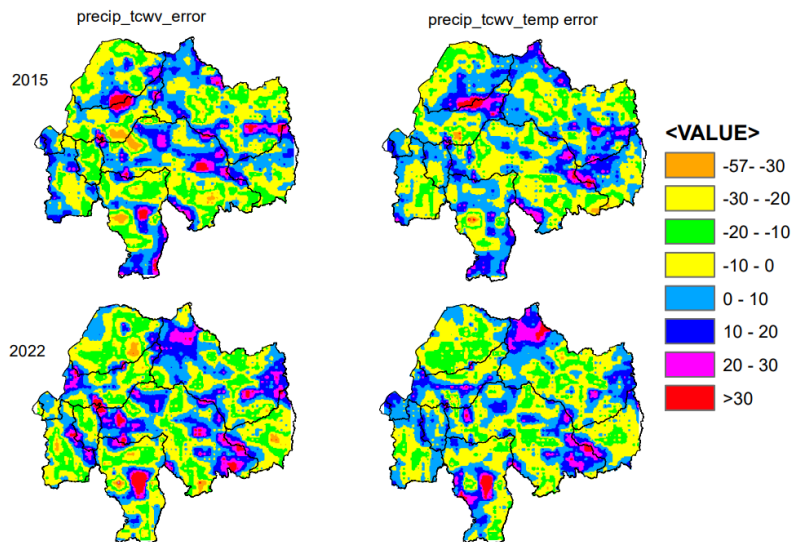 precip_tcwv_error
precip_tcwv_temp error
2015
<VALUE>
-57- -30
-30 - -20
-20 - -10
-10 - 0
0 - 10
10 - 20
20 - 30
>30
2022